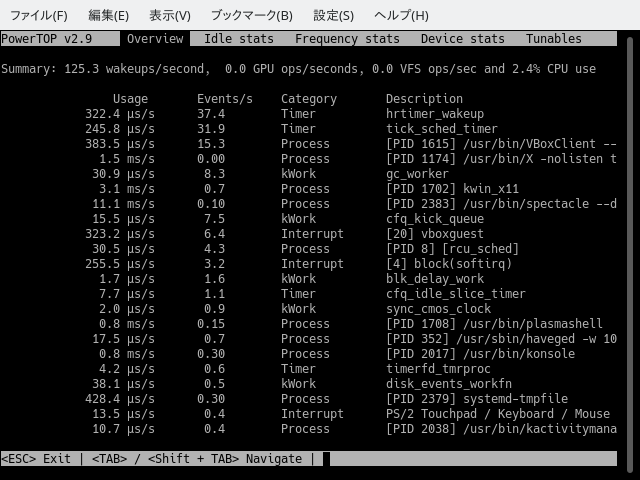 ファイル(F) 編集(E) 表示(V) ブックマーク(B) 設定(S) ヘルプ(H)
PowerTOP v2.9 Overview Idle stats Frequency stats Device stats Tunables
Summary: 125.3 wakeups/second, 0.0 GPU ops/seconds, 0.0 VFS ops/sec and 2.4% CPU use
Usage Events/s Category Description
322.4 µs/s 37.4 Timer hrtimer_wakeup
245.8 µs/s 31.9 Timer tick_sched_timer
383.5 µs/s 15.3 Process [PID 1615] /usr/bin/VBoxClient --
1.5 ms/s 0.00 Process [PID 1174] /usr/bin/X -nolisten t
30.9 µs/s 8.3 kWork gc_worker
3.1 ms/s 0.7 Process [PID 1702] kwin_x11
11.1 ms/s 0.10 Process [PID 2383] /usr/bin/spectacle --d
15.5 µs/s 7.5 kWork cfq_kick_queue
323.2 µs/s 6.4 Interrupt [20] vboxguest
30.5 µs/s 4.3 Process [PID 8] [rcu_sched]
255.5 µs/s 3.2 Interrupt [4] block(softirq)
1.7 µs/s 1.6 kWork blk_delay_work
7.7 µs/s 1.1 Timer cfq_idle_slice_timer
2.0 µs/s 0.9 kWork sync_cmos_clock
0.8 ms/s 0.15 Process [PID 1708] /usr/bin/plasmashell
17.5 µs/s 0.7 Process [PID 352] /usr/sbin/haveged -w 10
0.8 ms/s 0.30 Process [PID 2017] /usr/bin/konsole
4.2 µs/s 0.6 Timer timerfd_tmrproc
38.1 µs/s 0.5 kWork disk_events_workfn
428.4 µs/s 0.30 Process [PID 2379] systemd-tmpfile
13.5 µs/s 0.4 Interrupt PS/2 Touchpad / Keyboard / Mouse
10.7 µs/s 0.4 Process [PID 2038] /usr/bin/kactivitymana
<ESC> Exit | <TAB> / <Shift + TAB> Navigate |